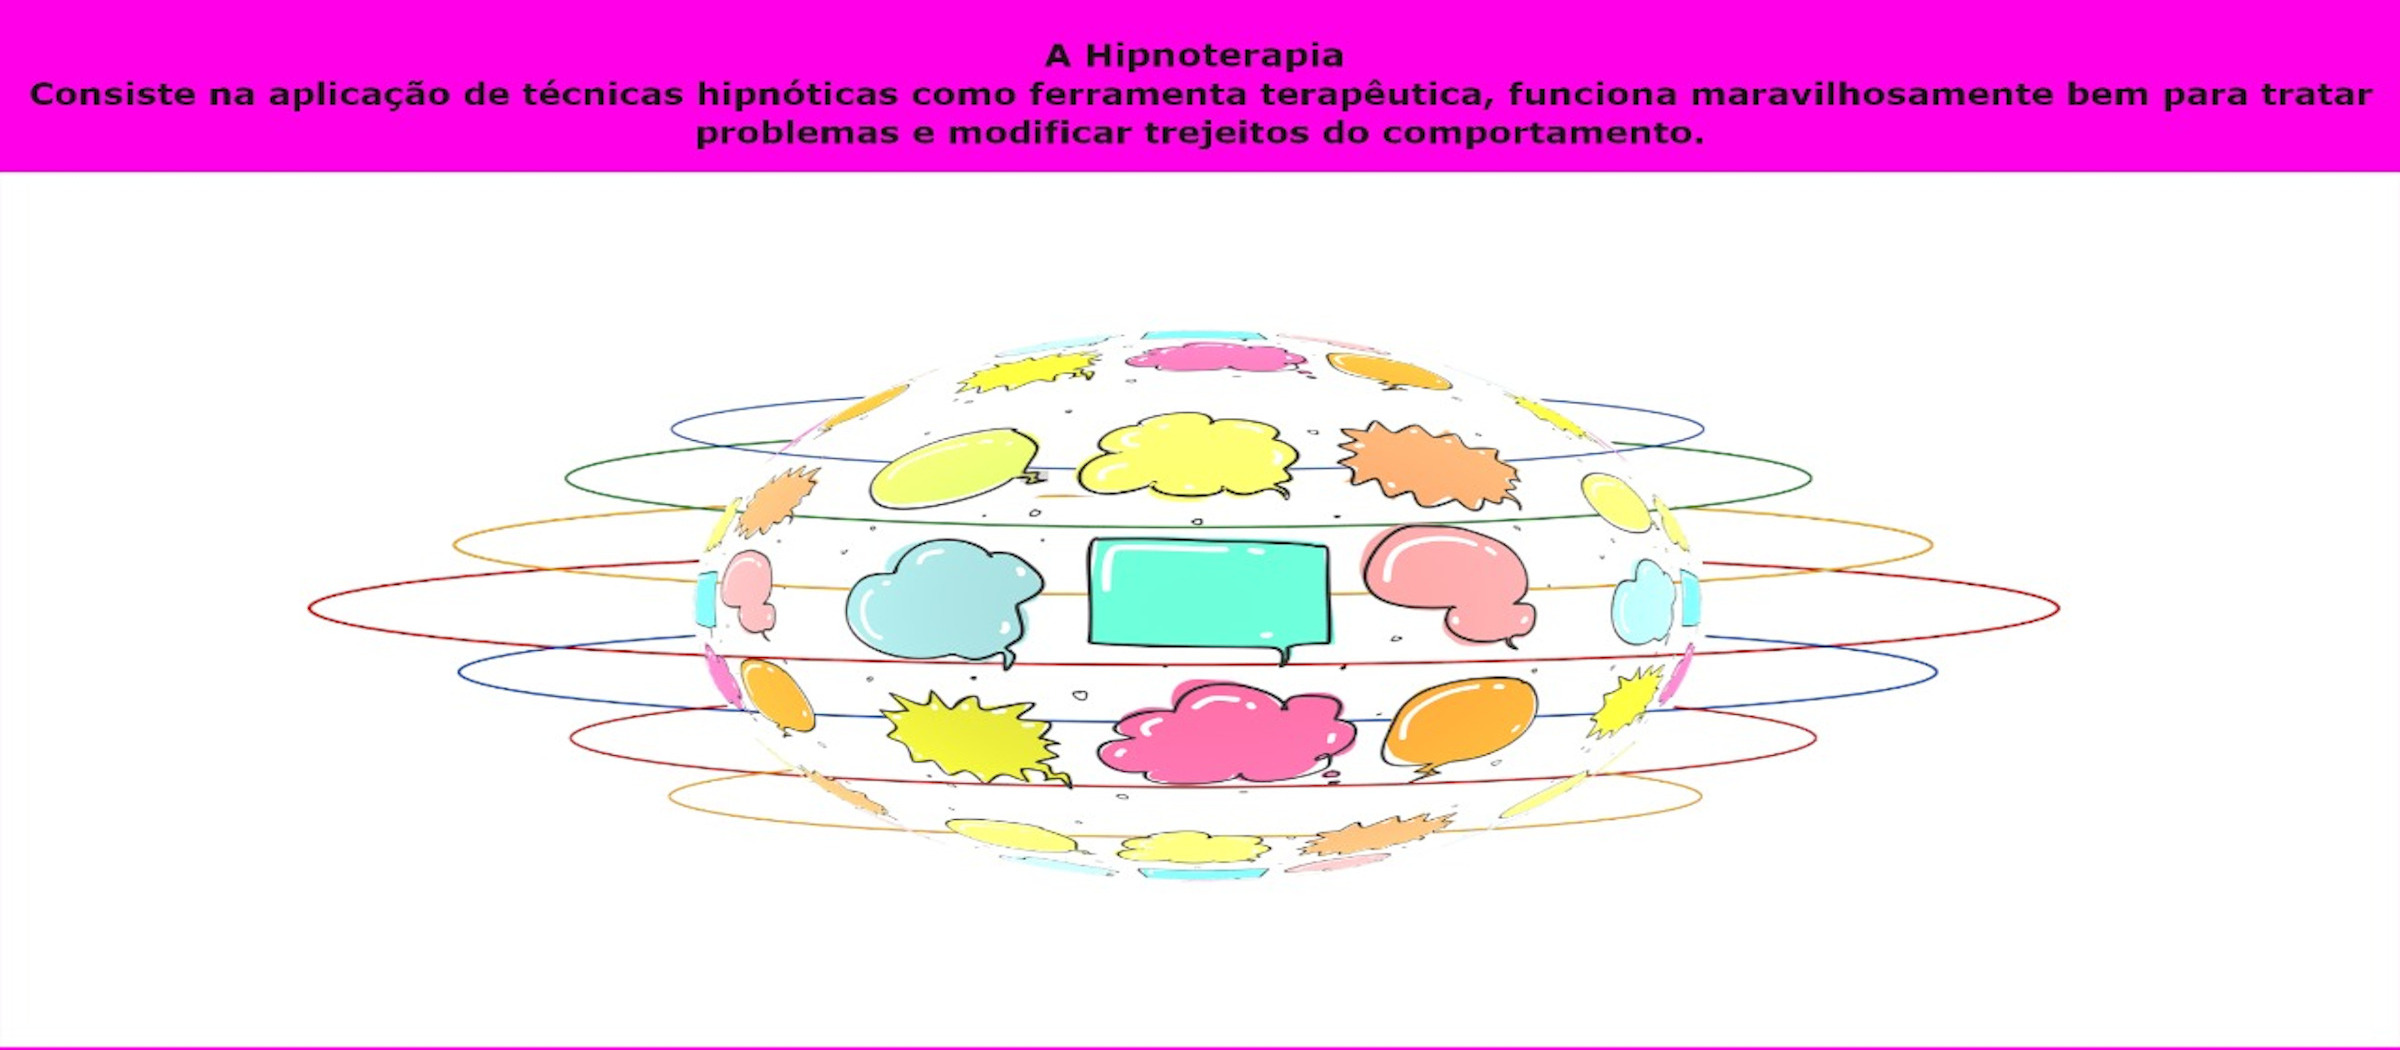 A Hipnoterapia
Consiste na aplicação de técnicas hipnóticas como ferramenta terapêutica, funciona maravilhosamente bem para tratar
problemas e modificar trejeitos do comportamento.